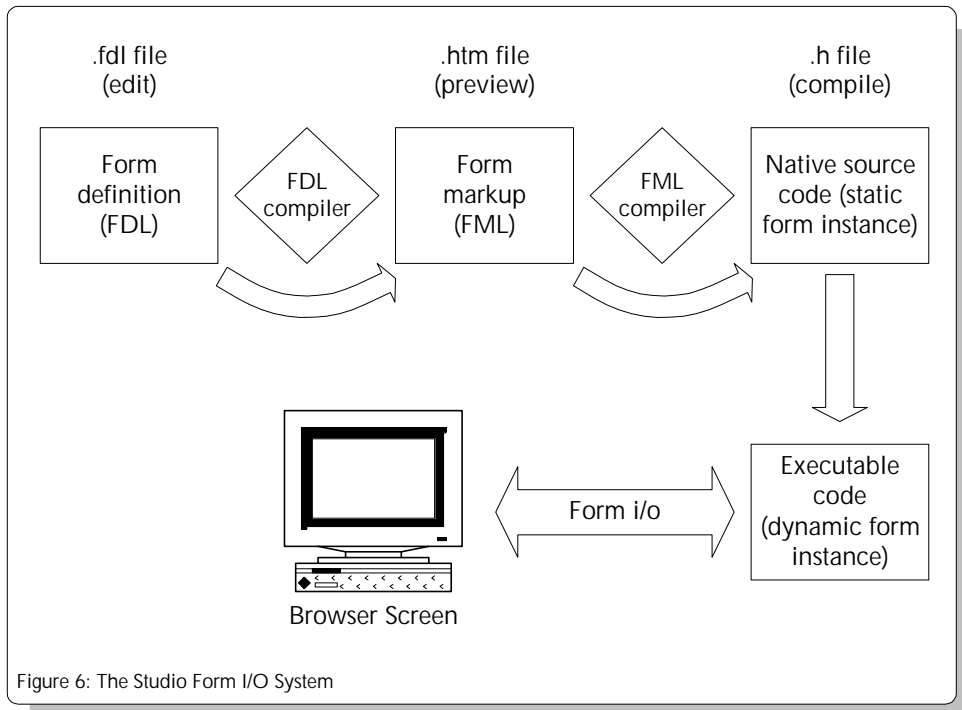 .fdl file
(edit)
.htm file
(preview)
.h file
(compile)
Form
definition
(FDL)
FDL
compiler
Form
markup
(FML)
FML
compiler
Native source
code (static
form instance)
Executable
code
(dynamic form
instance)
Form i/o
Browser Screen
Figure 6: The Studio Form I/O System